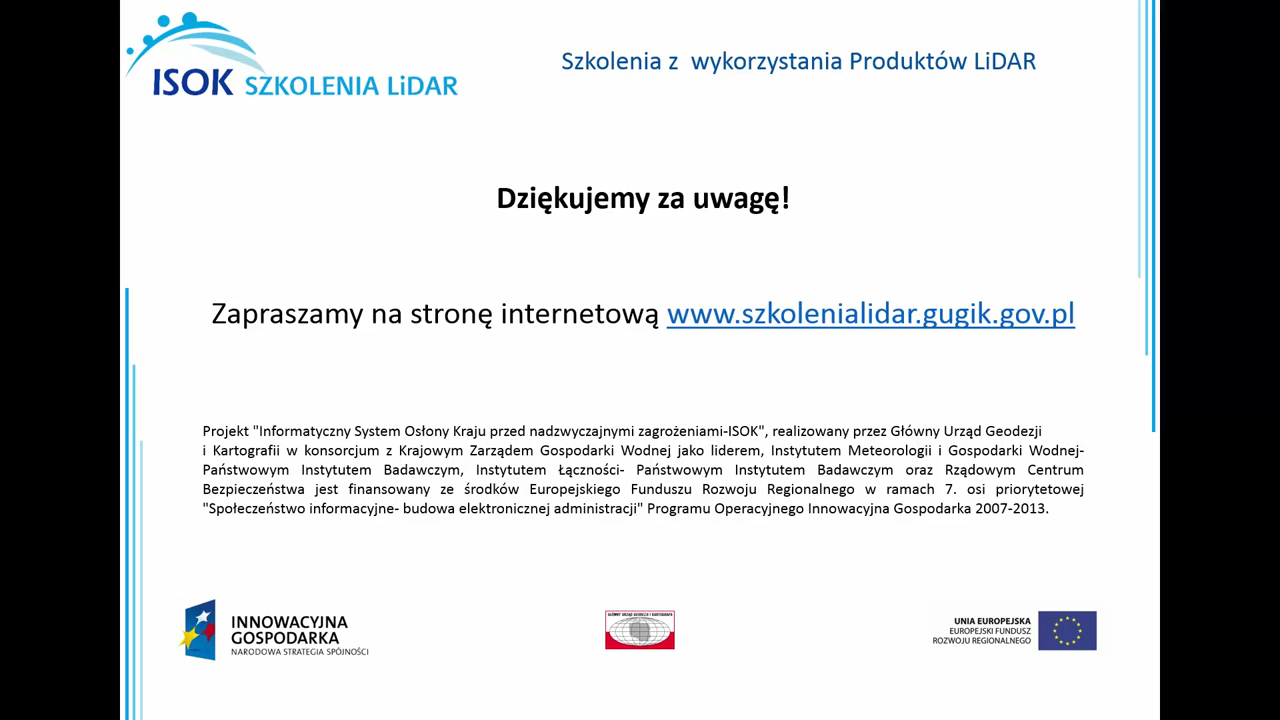 ISOK SZKOLENIA LiDAR
Szkolenia z wykorzystania Produktów LiDAR
Dziękujemy za uwagę!
Zapraszamy na stronę internetową www.szkolenialidar.gugik.gov.pl
Projekt "Informatyczny System Osłony Kraju przed nadzwyczajnymi zagrożeniami-ISOK", realizowany przez Główny Urząd Geodezji
i Kartografii w konsorcjum z Krajowym Zarządem Gospodarki Wodnej jako liderem, Instytutem Meteorologii i Gospodarki Wodnej-
Państwowym Instytutem Badawczym, Instytutem Łączności- Państwowym Instytutem Badawczym oraz Rządowym Centrum
Bezpieczeństwa jest finansowany ze środków Europejskiego Funduszu Rozwoju Regionalnego w ramach 7. osi priorytetowej
"Społeczeństwo informacyjne- budowa elektronicznej administracji" Programu Operacyjnego Innowacyjna Gospodarka 2007-2013.
INNOWACYJNA
GOSPODARKA
NARODOWA STRATEGIA SPÓJNOŚCI
GŁÓWNY URZĄD GEODEZJI I KARTOGRAFII
UNIA EUROPEJSKA
EUROPEJSKI FUNDUSZ
ROZWOJU REGIONALNEGO